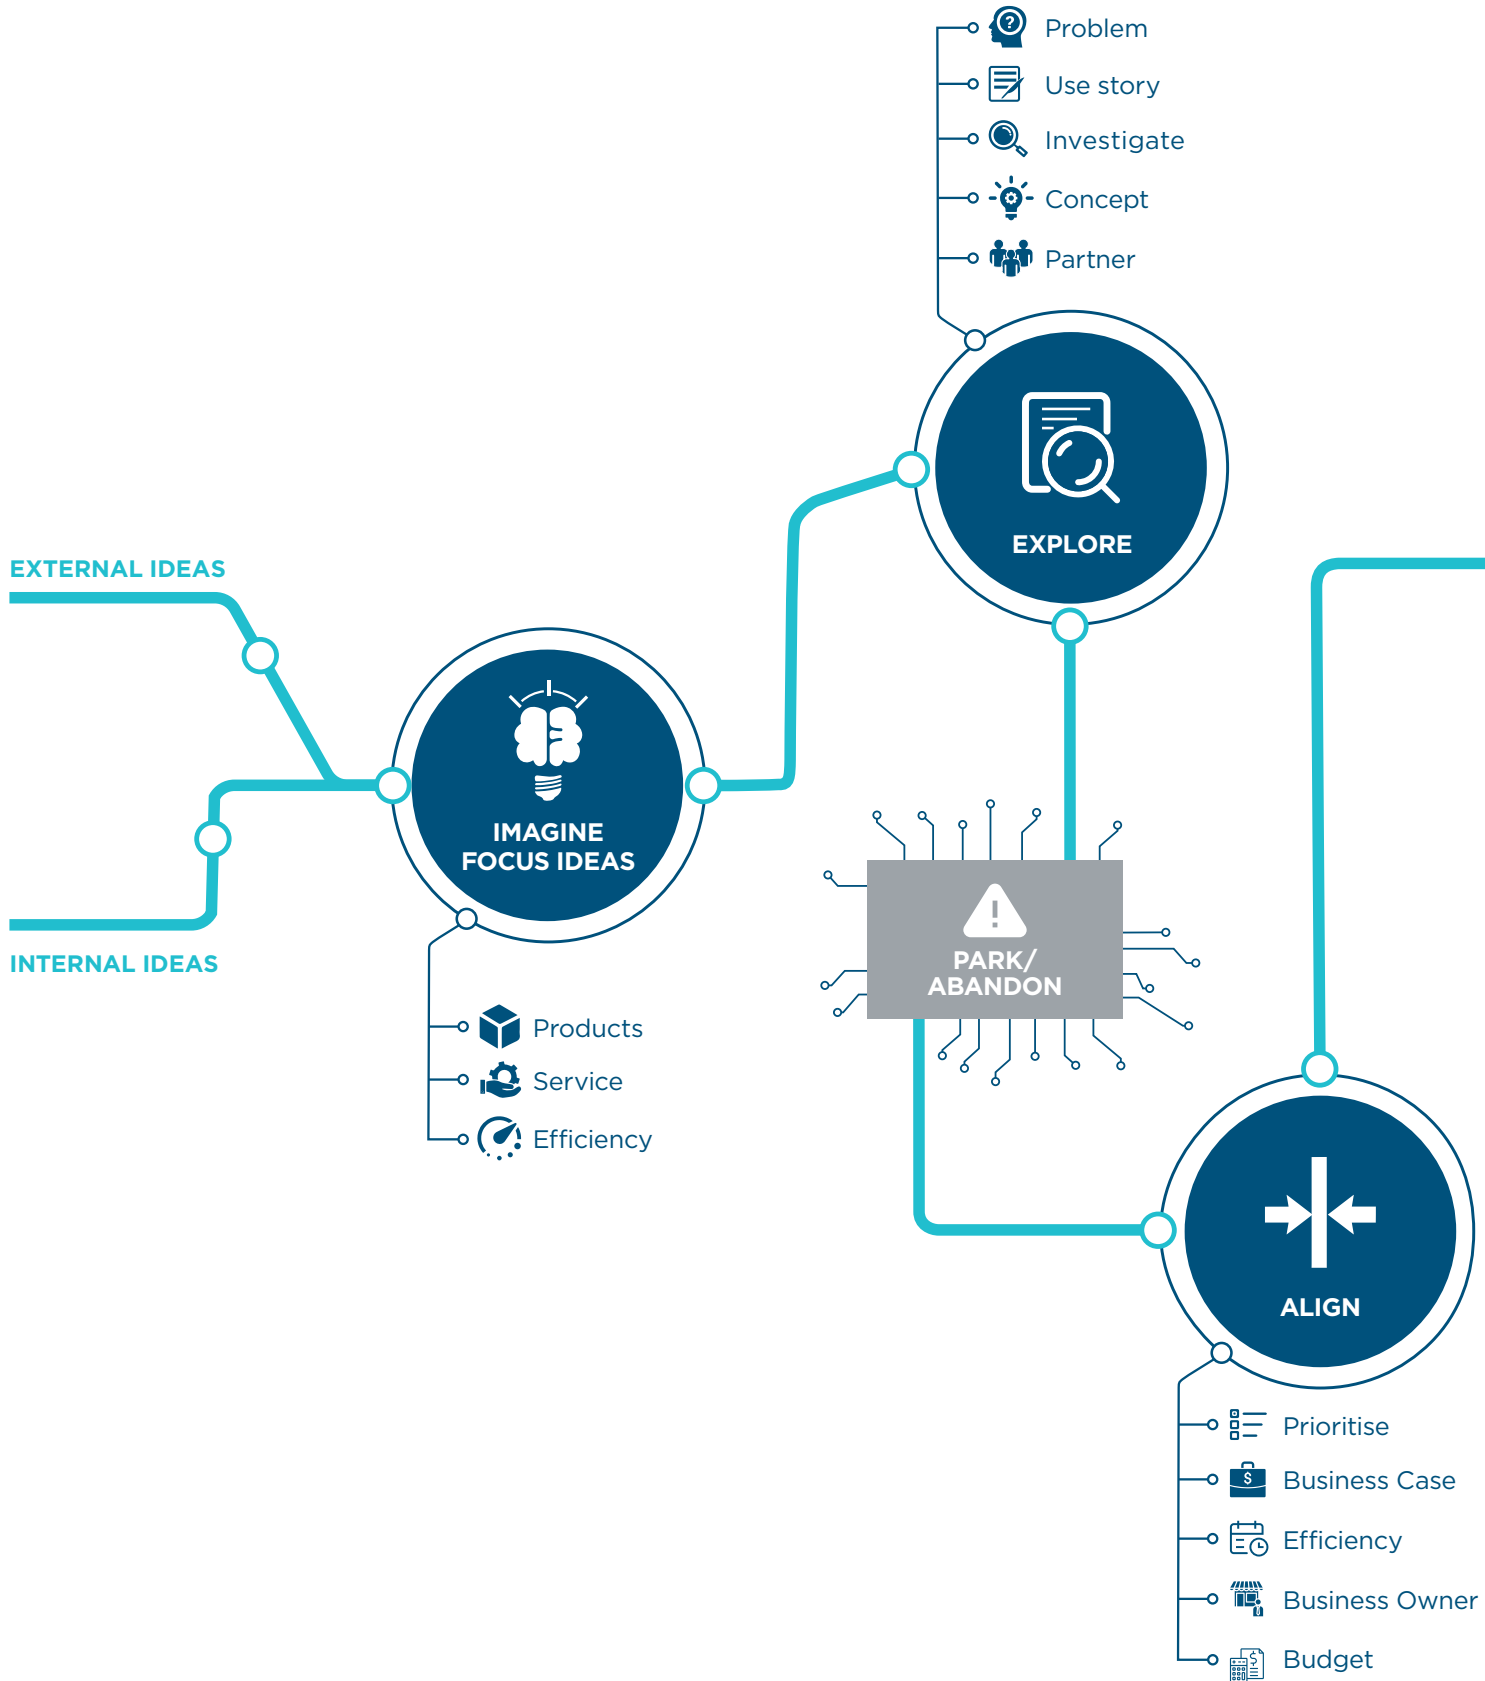 EXTERNAL IDEAS
INTERNAL IDEAS
IMAGINE
FOCUS IDEAS
Products
Service
Efficiency
Problem
Use story
Investigate
Concept
Partner
EXPLORE
PARK/
ABANDON
ALIGN
Prioritise
Business Case
Efficiency
Business Owner
Budget